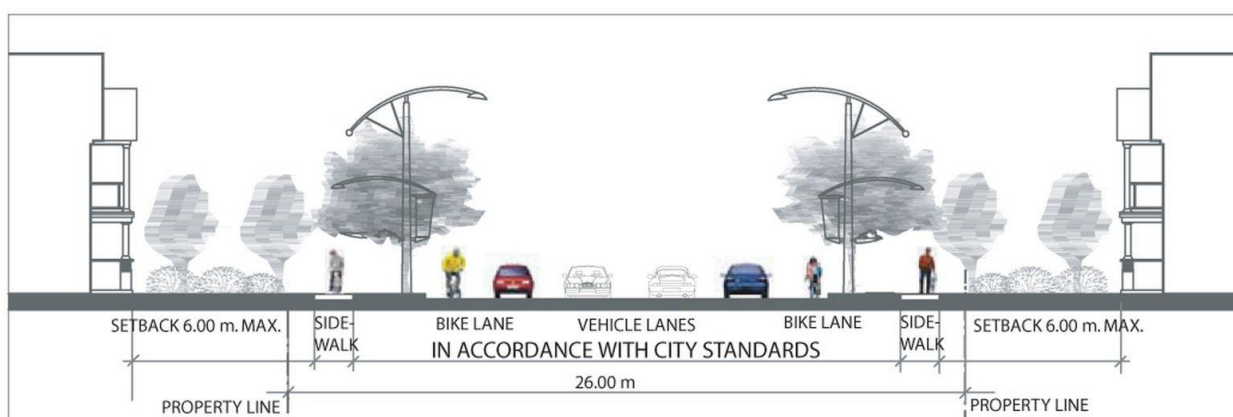 SETBACK 6.00 m. MAX.
SIDE-
WALK
BIKE LANE
VEHICLE LANES
BIKE LANE
SIDE-
WALK
SETBACK 6.00 m. MAX.
IN ACCORDANCE WITH CITY STANDARDS
26.00 m
PROPERTY LINE
PROPERTY LINE